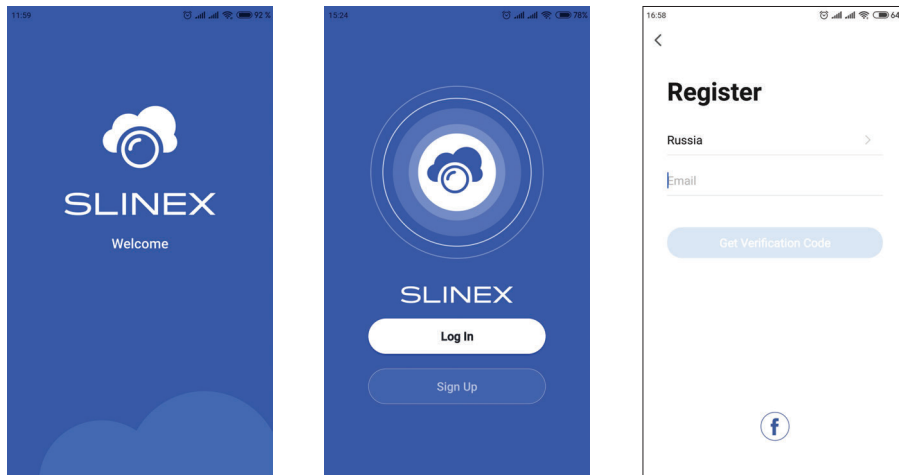 11:59
92 %
SLINEX
Welcome
15:24
78%
SLINEX
Log In
Sign Up
16:58
64
Register
Russia
Email
Get Verification Code
f